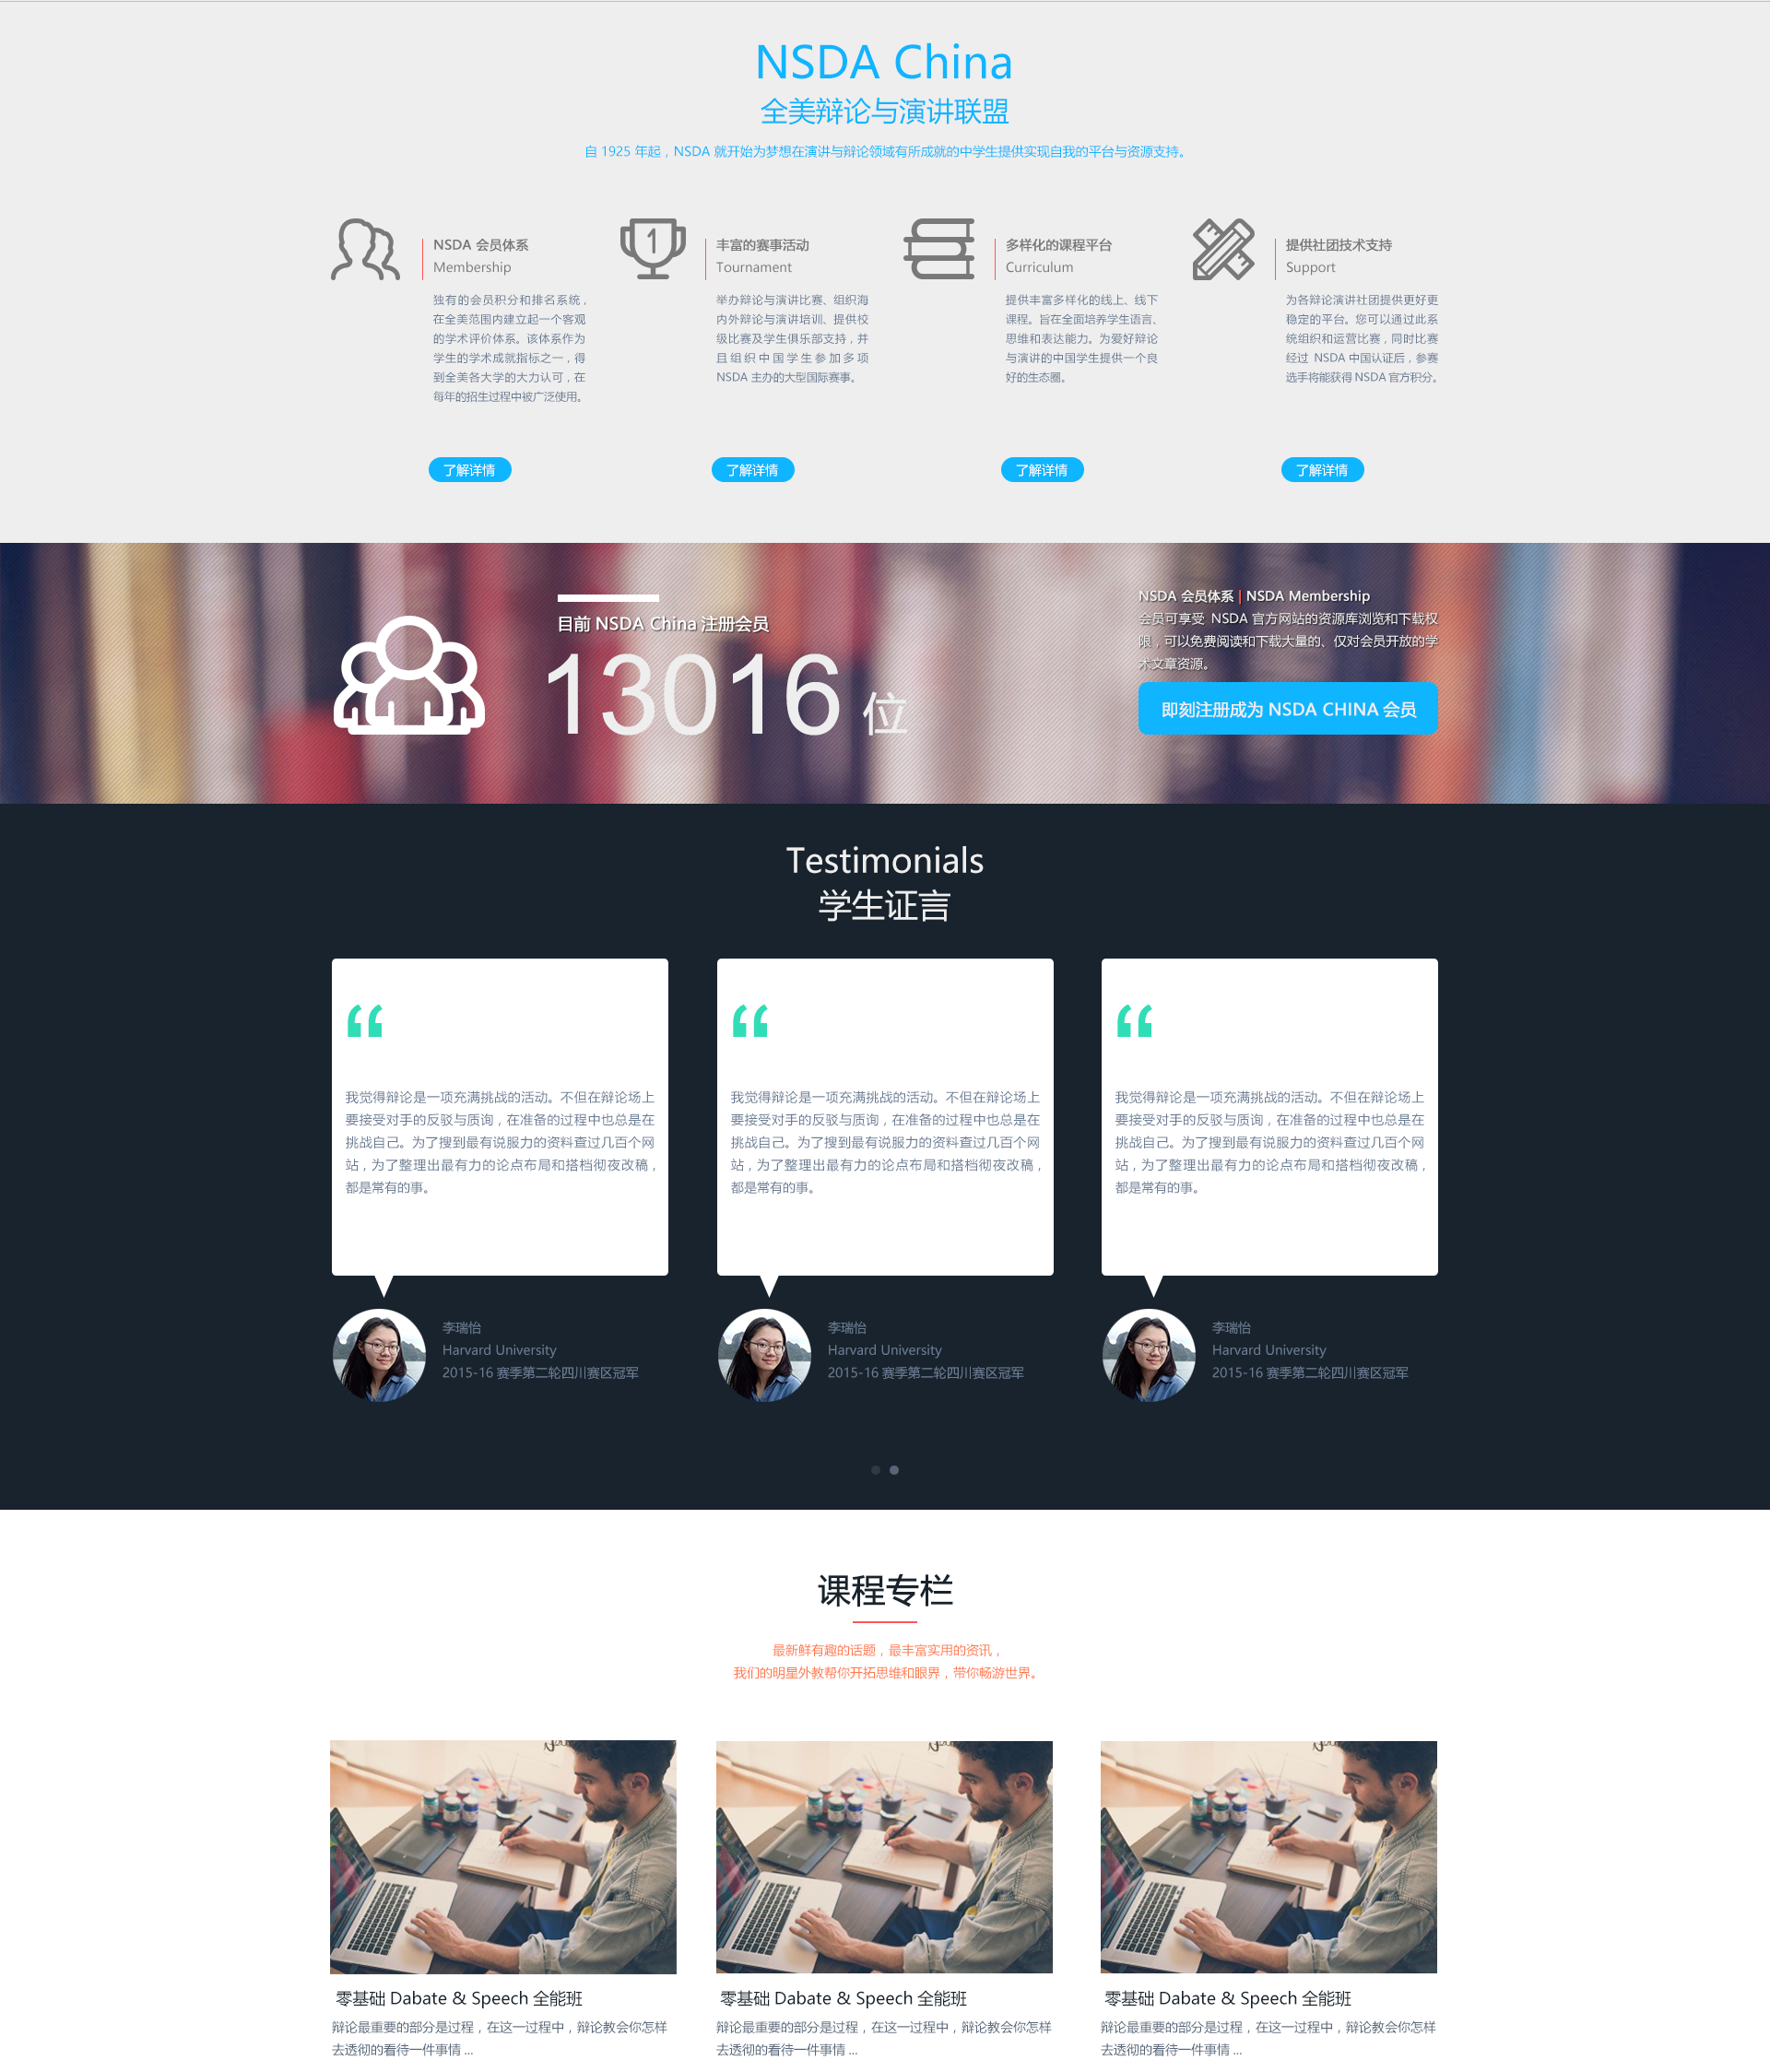 NSDA China
全美辩论与演讲联盟
自 1925 年起，NSDA 就开始为梦想在演讲与辩论领域有所成就的中学生提供实现自我的平台与资源支持。
NSDA 会员体系
Membership
独有的会员积分和排名系统，
在全美范围内建立起一个客观
的学术评价体系。该体系作为
学生的学术成就指标之一，得
到全美各大学的大力认可，在
每年的招生过程中被广泛使用。
了解详情
丰富的赛事活动
Tournament
举办辩论与演讲比赛、组织海
内外辩论与演讲培训、提供校
级比赛及学生俱乐部支持，并
且组织中国学生参加多项
NSDA 主办的大型国际赛事。
了解详情
多样化的课程平台
Curriculum
提供丰富多样化的线上、线下
课程。旨在全面培养学生语言、
思维和表达能力。为爱好辩论
与演讲的中国学生提供一个良
好的生态圈。
了解详情
提供社团技术支持
Support
为各辩论演讲社团提供更好更
稳定的平台。您可以通过此系
统组织和运营比赛，同时比赛
经过 NSDA 中国认证后，参赛
选手将能获得 NSDA 官方积分。
了解详情
1
目前 NSDA China 注册会员
13016 位
NSDA 会员体系 | NSDA Membership
会员可享受 NSDA 官方网站的资源库浏览和下载权
限，可以免费阅读和下载大量的、仅对会员开放的学
术文章资源。
即刻注册成为 NSDA CHINA 会员
Testimonials
学生证言
“
我觉得辩论是一项充满挑战的活动。不但在辩论场上
要接受对手的反驳与质询，在准备的过程中也总是在
挑战自己。为了搜到最有说服力的资料查过几百个网
站，为了整理出最有力的论点布局和搭档彻夜改稿，
都是常有的事。
李瑞怡
Harvard University
2015-16 赛季第二轮四川赛区冠军
“
我觉得辩论是一项充满挑战的活动。不但在辩论场上
要接受对手的反驳与质询，在准备的过程中也总是在
挑战自己。为了搜到最有说服力的资料查过几百个网
站，为了整理出最有力的论点布局和搭档彻夜改稿，
都是常有的事。
李瑞怡
Harvard University
2015-16 赛季第二轮四川赛区冠军
“
我觉得辩论是一项充满挑战的活动。不但在辩论场上
要接受对手的反驳与质询，在准备的过程中也总是在
挑战自己。为了搜到最有说服力的资料查过几百个网
站，为了整理出最有力的论点布局和搭档彻夜改稿，
都是常有的事。
李瑞怡
Harvard University
2015-16 赛季第二轮四川赛区冠军
课程专栏
最新鲜有趣的话题，最丰富实用的资讯，
我们的明星外教帮你开拓思维和眼界，带你畅游世界。
零基础 Dabate & Speech 全能班
辩论最重要的部分是过程，在这一过程中，辩论教会你怎样
去透彻的看待一件事情 ...
零基础 Dabate & Speech 全能班
辩论最重要的部分是过程，在这一过程中，辩论教会你怎样
去透彻的看待一件事情 ...
零基础 Dabate & Speech 全能班
辩论最重要的部分是过程，在这一过程中，辩论教会你怎样
去透彻的看待一件事情 ...